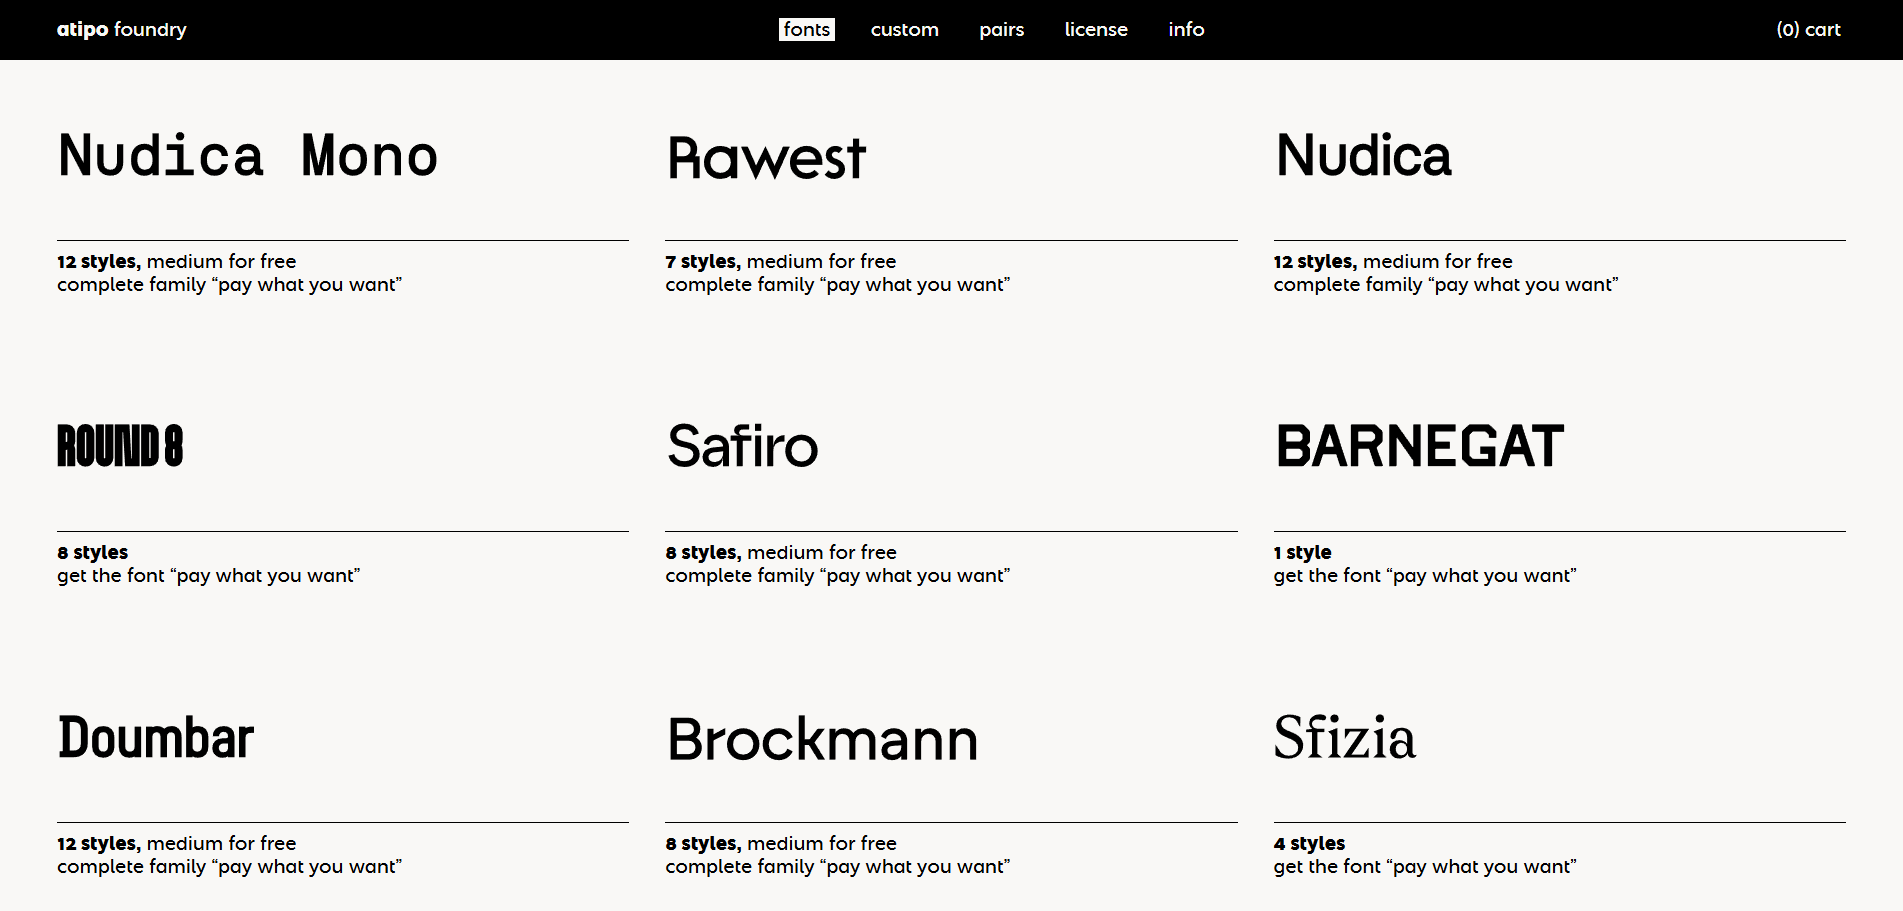 atipo foundry
fonts
custom
pairs
license
info
(0) cart
Nudica Mono
12 styles, medium for free
complete family “pay what you want”
Rawest
7 styles, medium for free
complete family “pay what you want”
Nudica
12 styles, medium for free
complete family “pay what you want”
ROUND 8
8 styles
get the font “pay what you want”
Safiro
8 styles, medium for free
complete family “pay what you want”
BARNEGAT
1 style
get the font “pay what you want”
Doumbar
12 styles, medium for free
complete family “pay what you want”
Brockmann
8 styles, medium for free
complete family “pay what you want”
Sfizia
4 styles
get the font “pay what you want”